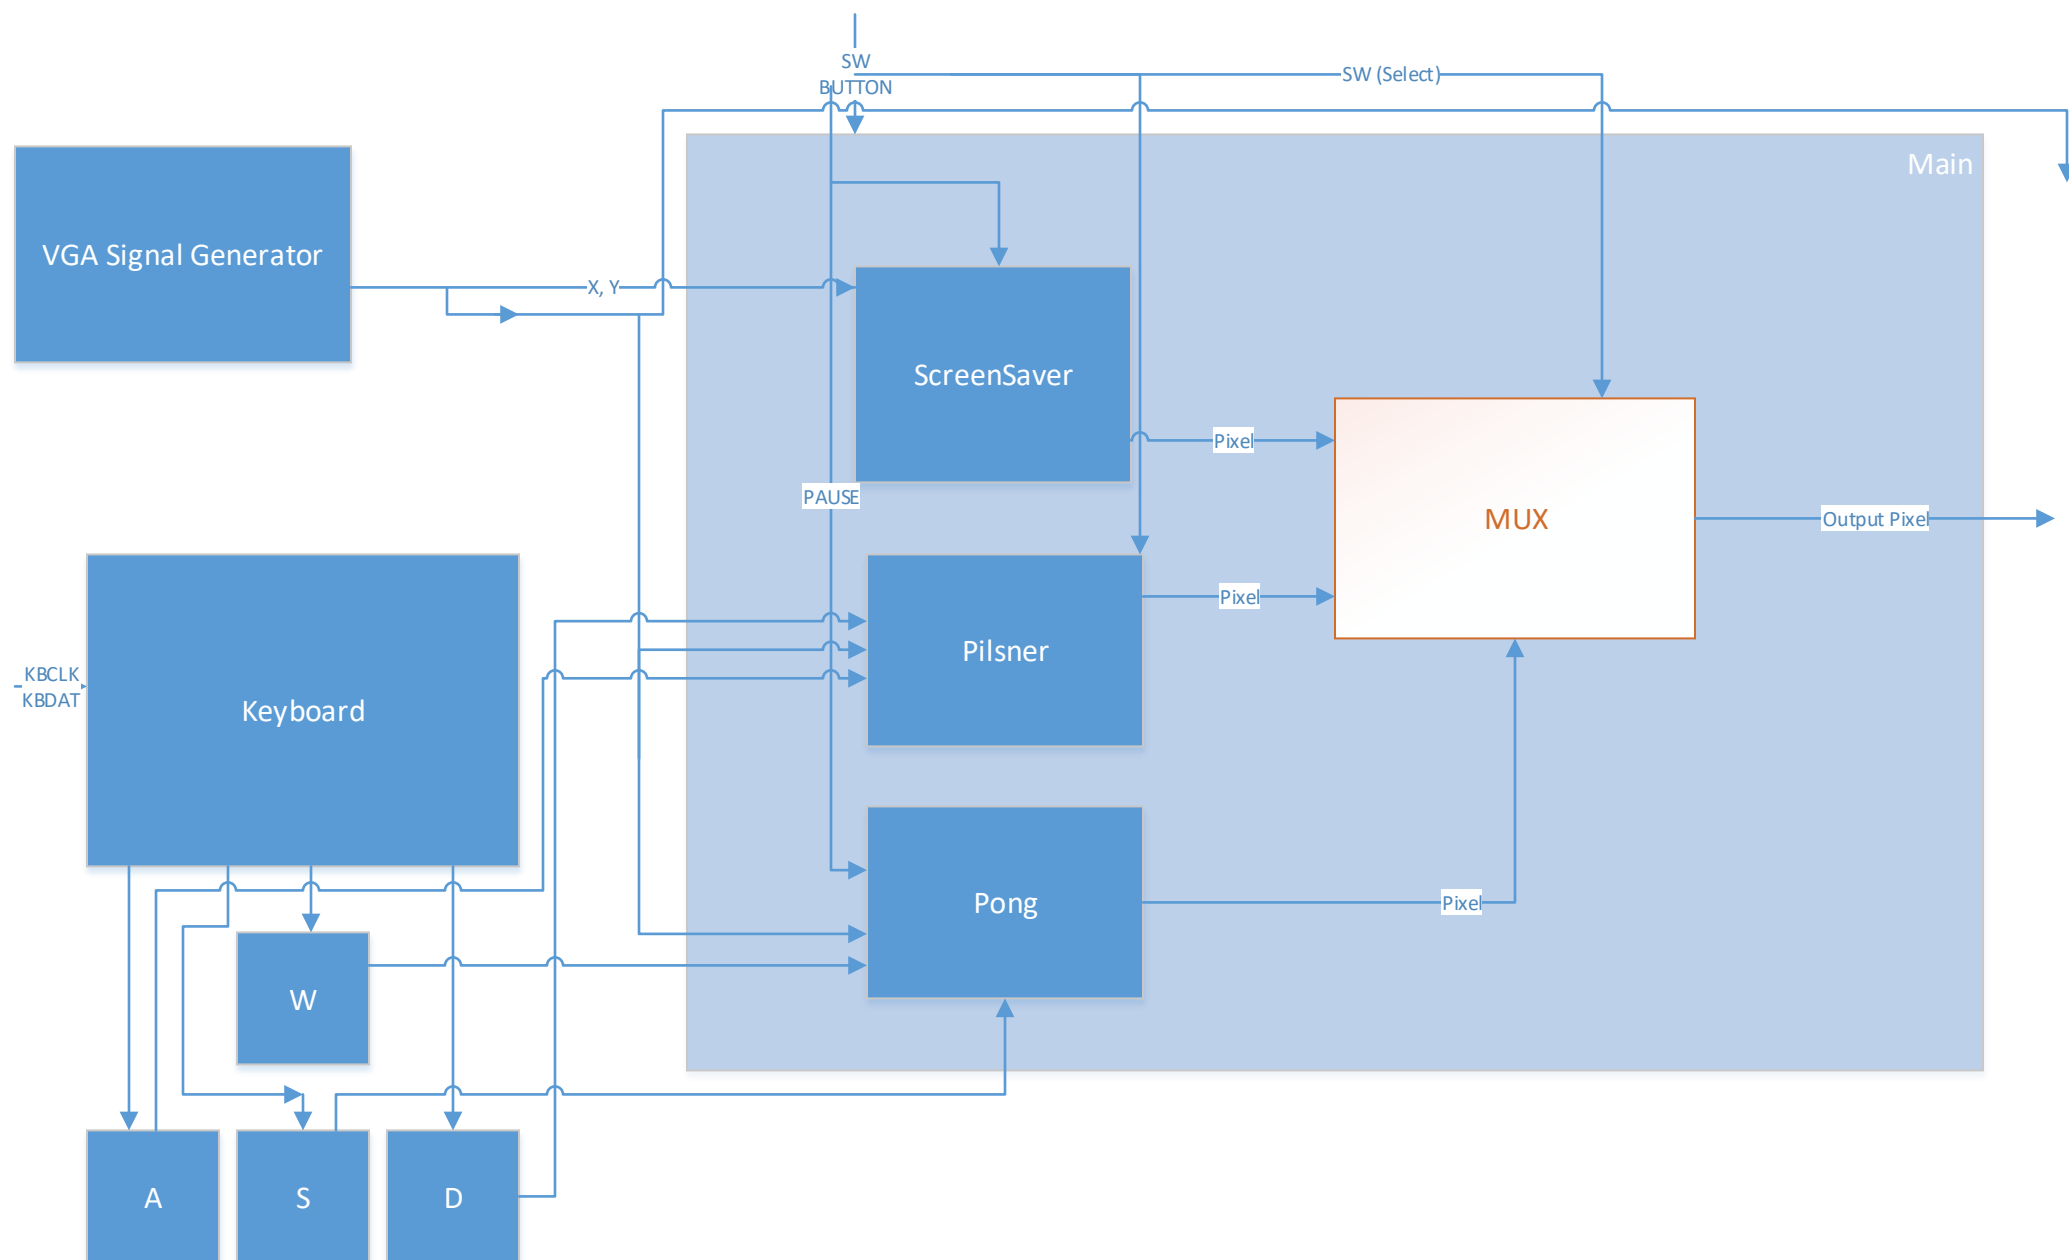 SW
BUTTON
SW (Select)
Main
VGA Signal Generator
X, Y
ScreenSaver
Pixel
PAUSE
MUX
Output Pixel
Pixel
Pilsner
KBCLK
KBDAT
Keyboard
Pong
Pixel
W
A
S
D